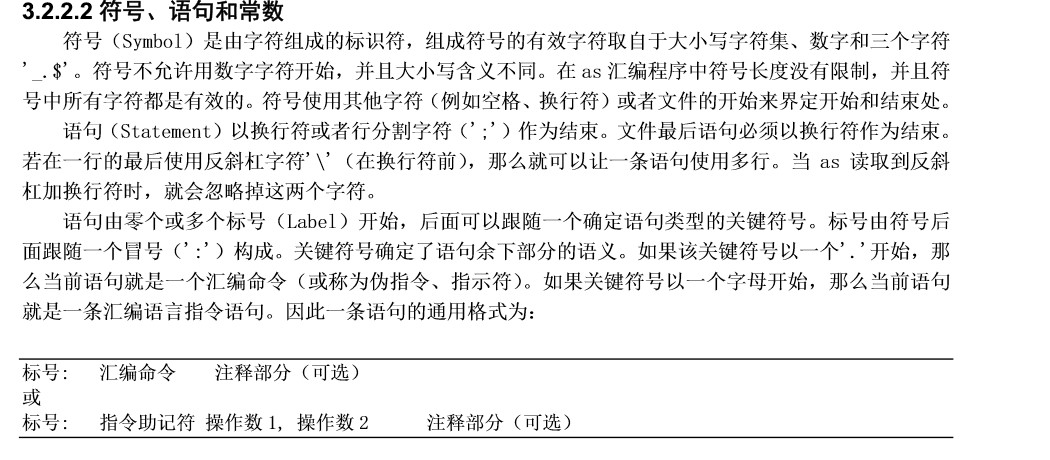 3.2.2.2 符号、语句和常数
符号（Symbol）是由字符组成的标识符，组成符号的有效字符取自于大小写字符集、数字和三个字符
'_.$'。符号不允许用数字字符开始，并且大小写含义不同。在 as 汇编程序中符号长度没有限制，并且符
号中所有字符都是有效的。符号使用其他字符（例如空格、换行符）或者文件的开始来界定开始和结束处。
语句（Statement）以换行符或者行分割字符（';'）作为结束。文件最后语句必须以换行符作为结束。
若在一行的最后使用反斜杠字符'\'（在换行符前），那么就可以让一条语句使用多行。当 as 读取到反斜
杠加换行符时，就会忽略掉这两个字符。
语句由零个或多个标号（Label）开始，后面可以跟随一个确定语句类型的关键符号。标号由符号后
面跟随一个冒号（':'）构成。关键符号确定了语句余下部分的语义。如果该关键符号以一个'.'开始，那
么当前语句就是一个汇编命令（或称为伪指令、指示符）。如果关键符号以一个字母开始，那么当前语句
就是一条汇编语言指令语句。因此一条语句的通用格式为：
标号： 汇编命令 注释部分（可选）
或
标号： 指令助记符 操作数 1, 操作数 2 注释部分（可选）